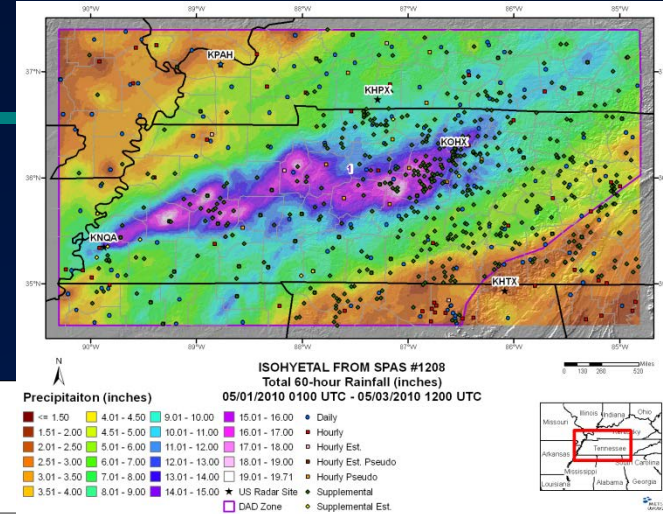 90°W 89°W 88°W 87°W 86°W 85°W
37°N
36°N
35°N
KPAH
KHPX
KOHX
1
KNQA
KHTX
90°W 89°W 88°W 87°W 86°W 85°W
N
ISOHYETAL FROM SPAS #1208
Total 60-hour Rainfall (inches)
05/01/2010 0100 UTC - 05/03/2010 1200 UTC
Miles
0 130 260 520
Precipitaiton (inches)
<= 1.50 4.01 - 4.50 9.01 - 10.00 15.01 - 16.00 Daily
1.51 - 2.00 4.51 - 5.00 10.01 - 11.00 16.01 - 17.00 Hourly
2.01 - 2.50 5.01 - 6.00 11.01 - 12.00 17.01 - 18.00 Hourly Est.
2.51 - 3.00 6.01 - 7.00 12.01 - 13.00 18.01 - 19.00 Hourly Est. Pseudo
3.01 - 3.50 7.01 - 8.00 13.01 - 14.00 19.01 - 19.71 Hourly Pseudo
3.51 - 4.00 8.01 - 9.00 14.01 - 15.00 US Radar Site Supplemental
DAD Zone Supplemental Est.
Missouri Illinois Indiana Ohio
Arkansas Tennessee
Mississippi Carolina
Louisiana Alabama Georgia